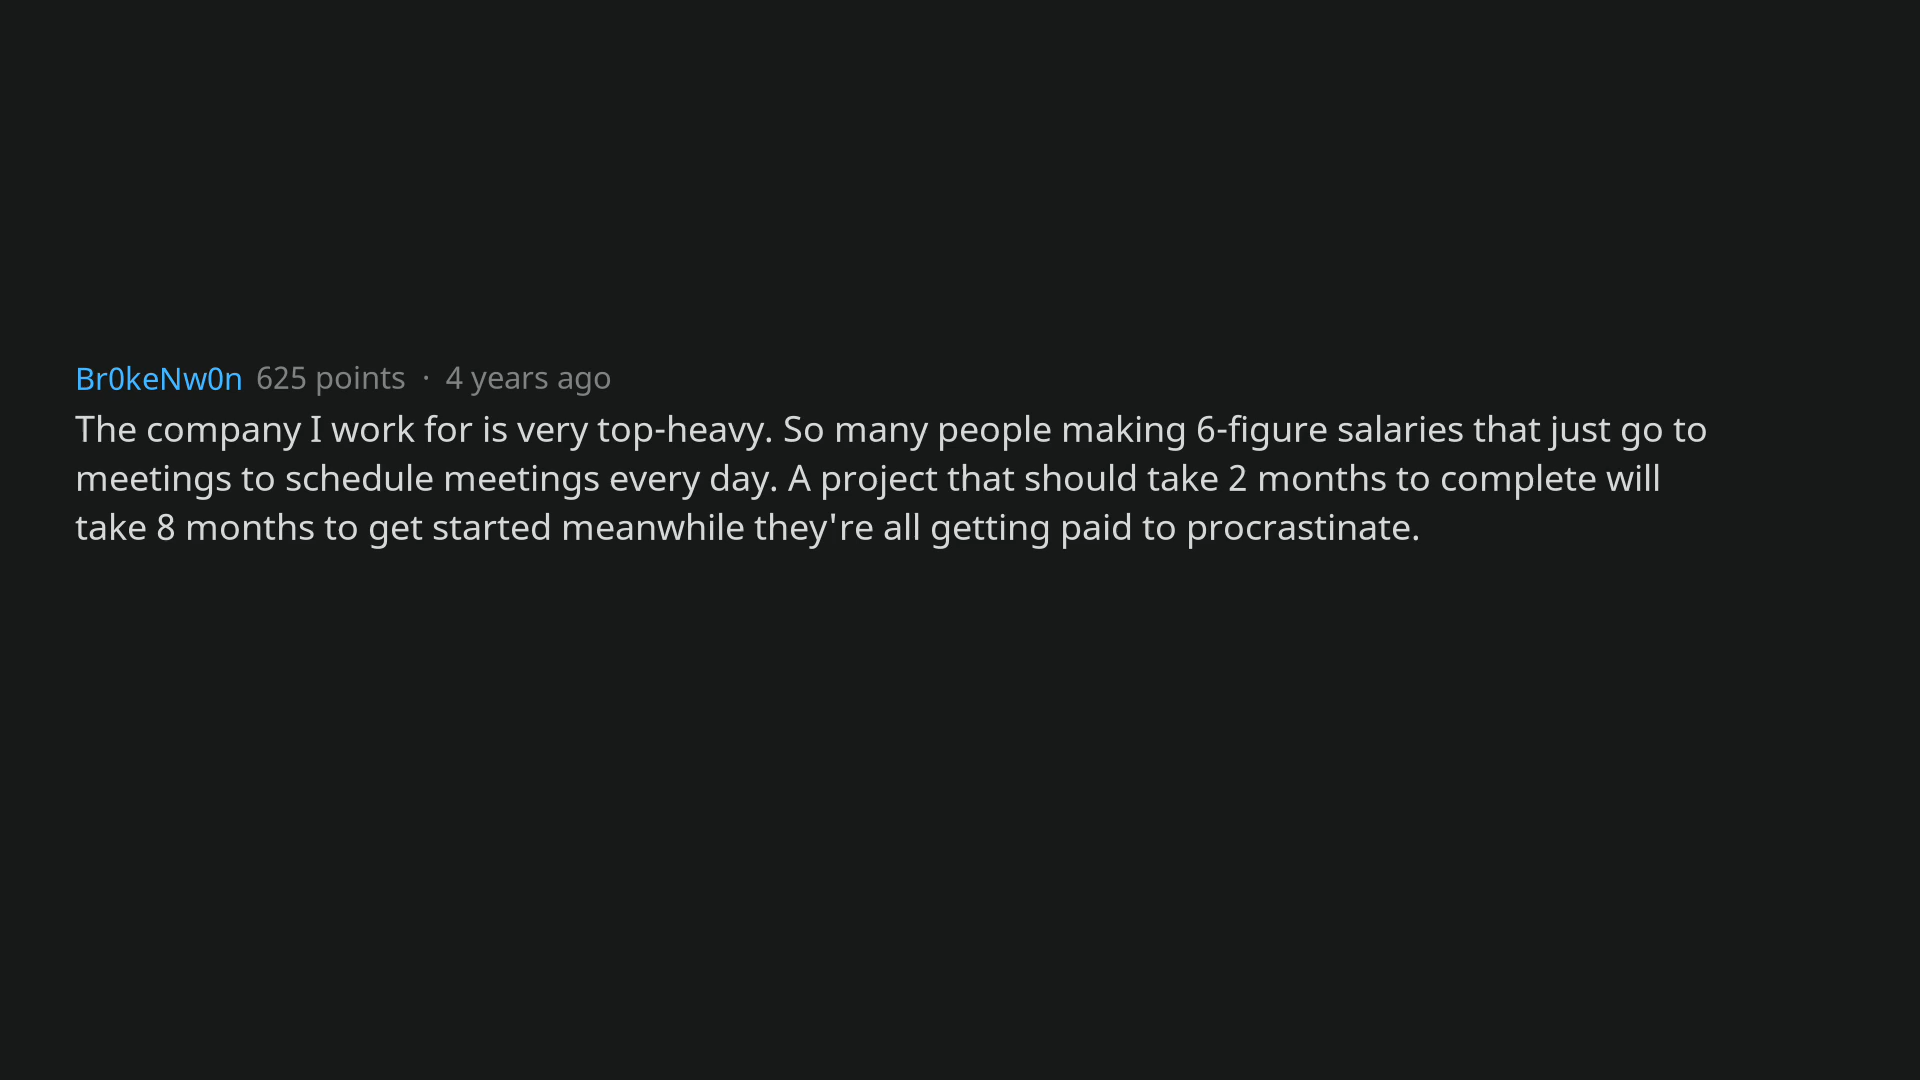 Br0keNw0n 625 points · 4 years ago
The company I work for is very top-heavy. So many people making 6-figure salaries that just go to
meetings to schedule meetings every day. A project that should take 2 months to complete will
take 8 months to get started meanwhile they're all getting paid to procrastinate.